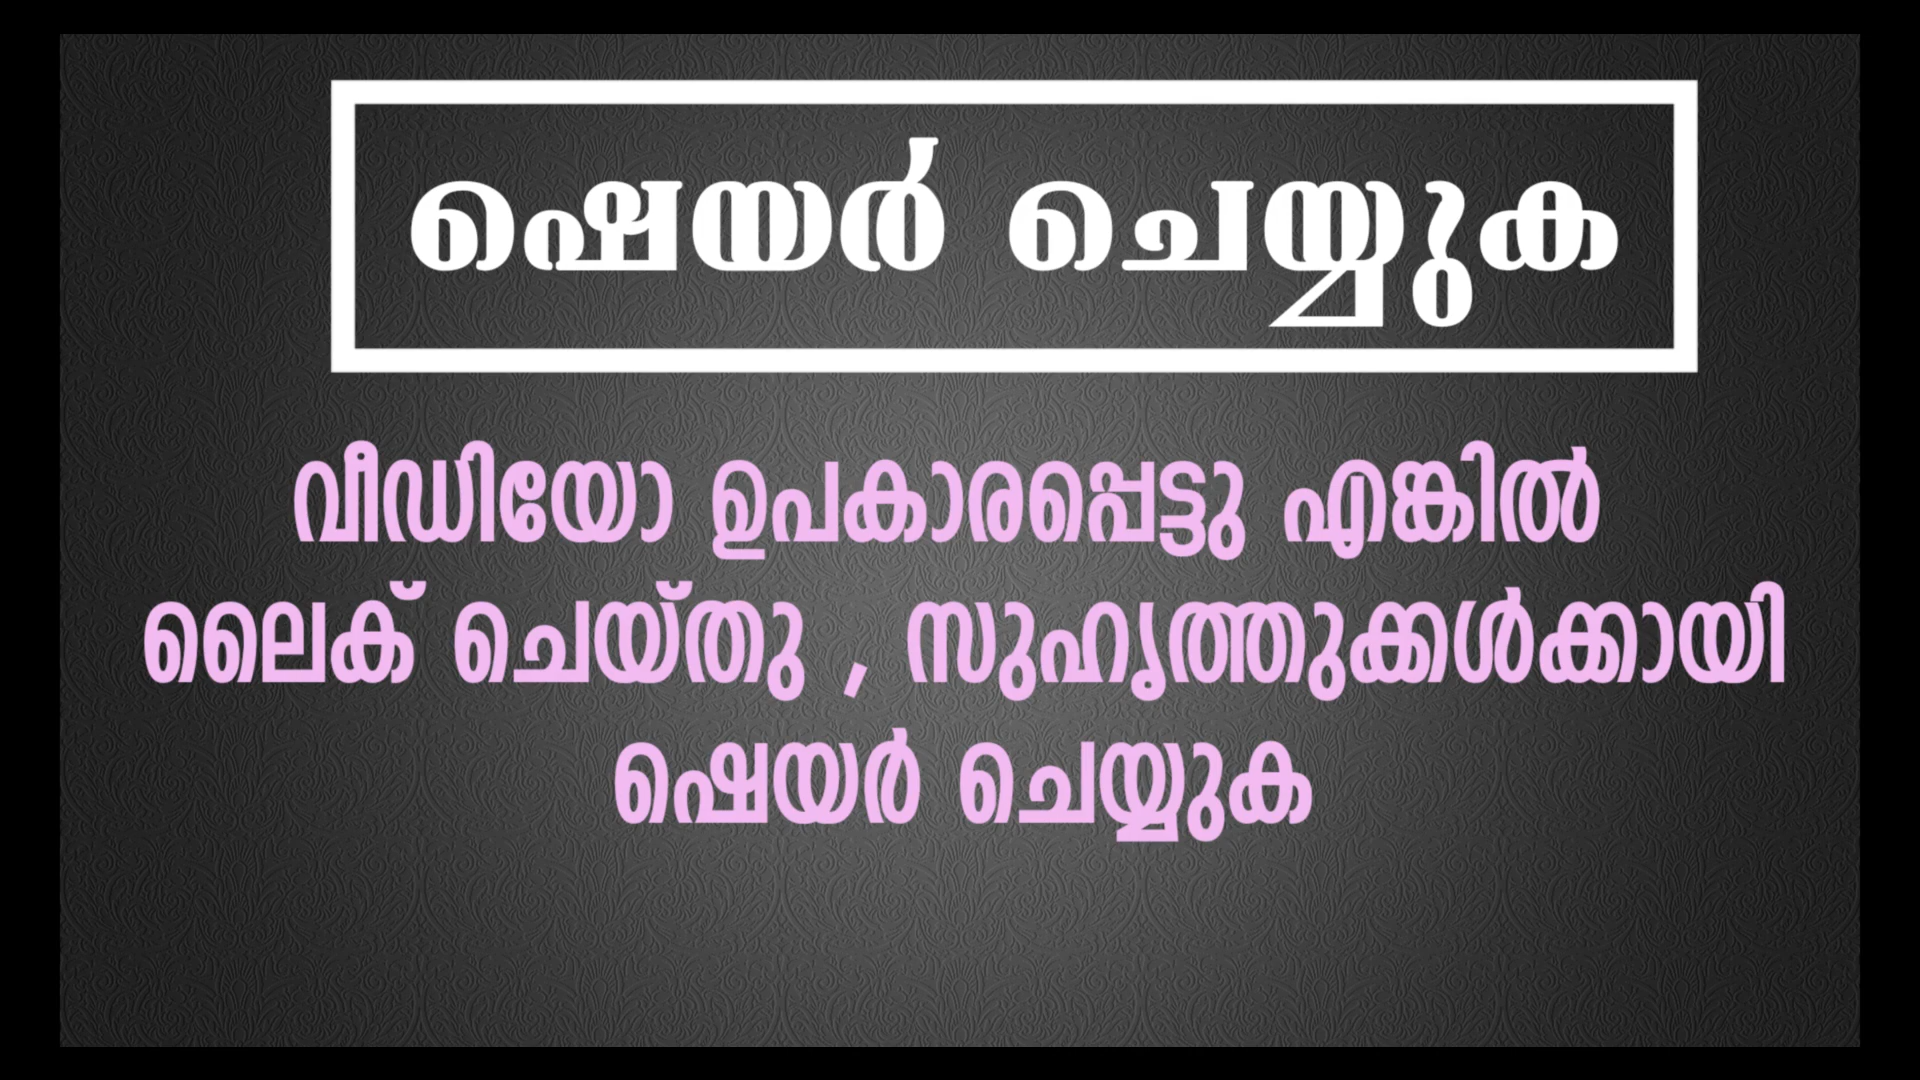 ഷെയർ ചെയ്യുക
വീഡിയോ ഉപകാരപ്പെട്ടു എങ്കിൽ
ലൈക് ചെയ്തു , സുഹൃത്തുക്കൾക്കായി
ഷെയർ ചെയ്യുക